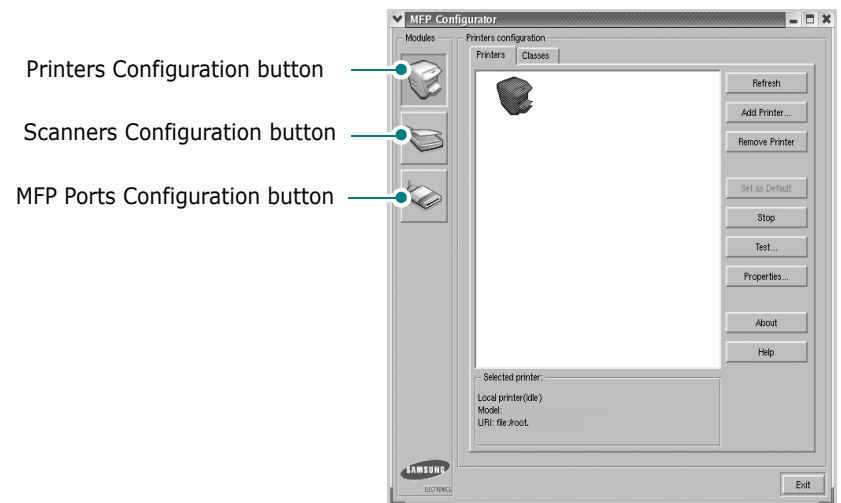 MFP Configurator
Modules
Printers configuration
Printers
Classes
Printers Configuration button
Scanners Configuration button
MFP Ports Configuration button
Refresh
Add Printer...
Remove Printer
Set as Default
Stop
Test...
Properties...
About
Help
Selected printer:
Local printer(idle)
Model:
URI: file:/root.
SAMSUNG
ELECTRONICS
Exit